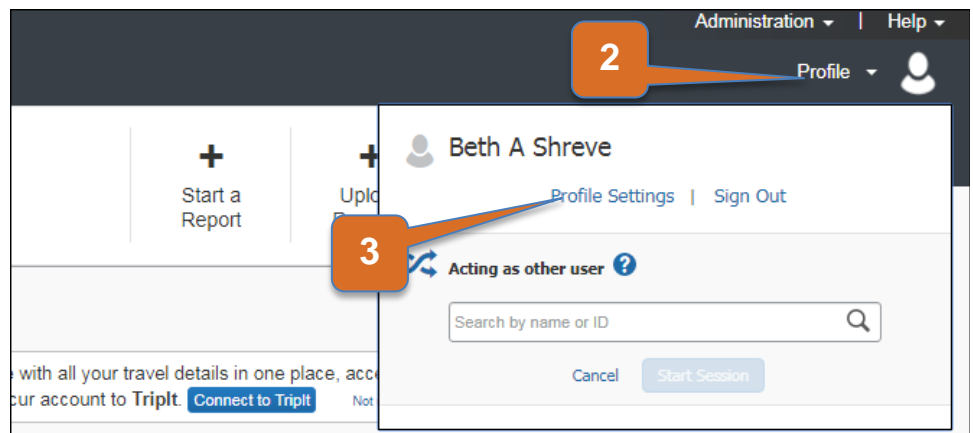 Administration | Help
2
Profile
Beth A Shreve
Start a
Report
Profile Settings | Sign Out
3
Acting as other user ?
Search by name or ID
with all your travel details in one place, acce
ur account to TripIt. Connect to TripIt Not
Cancel Start Session